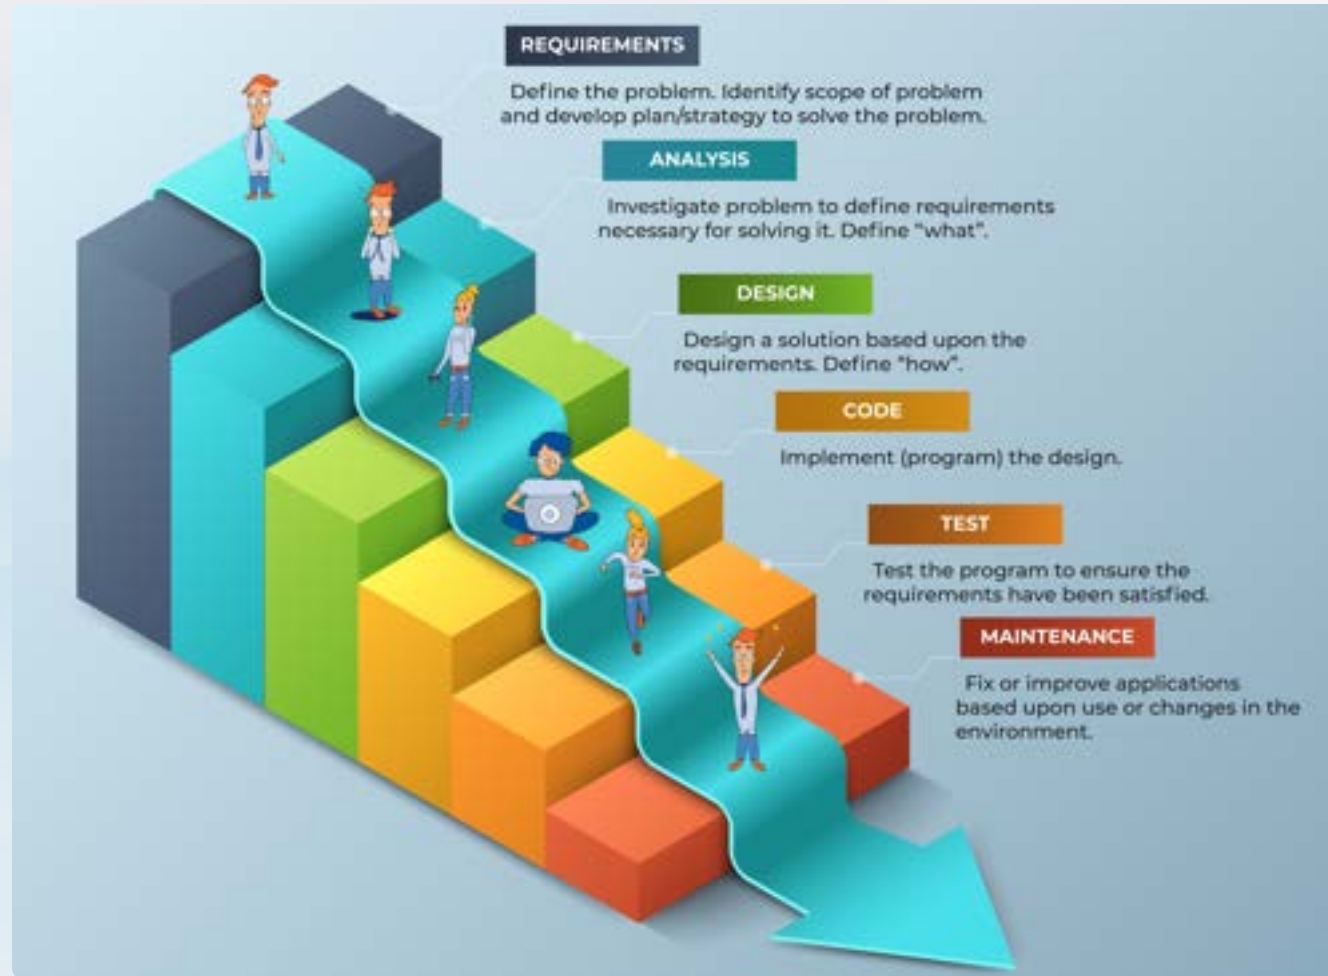 REQUIREMENTS
Define the problem. Identify scope of problem
and develop plan/strategy to solve the problem.
ANALYSIS
Investigate problem to define requirements
necessary for solving it. Define “what”.
DESIGN
Design a solution based upon the
requirements. Define “how”.
CODE
Implement (program) the design.
TEST
Test the program to ensure the
requirements have been satisfied.
MAINTENANCE
Fix or improve applications
based upon use or changes in the
environment.